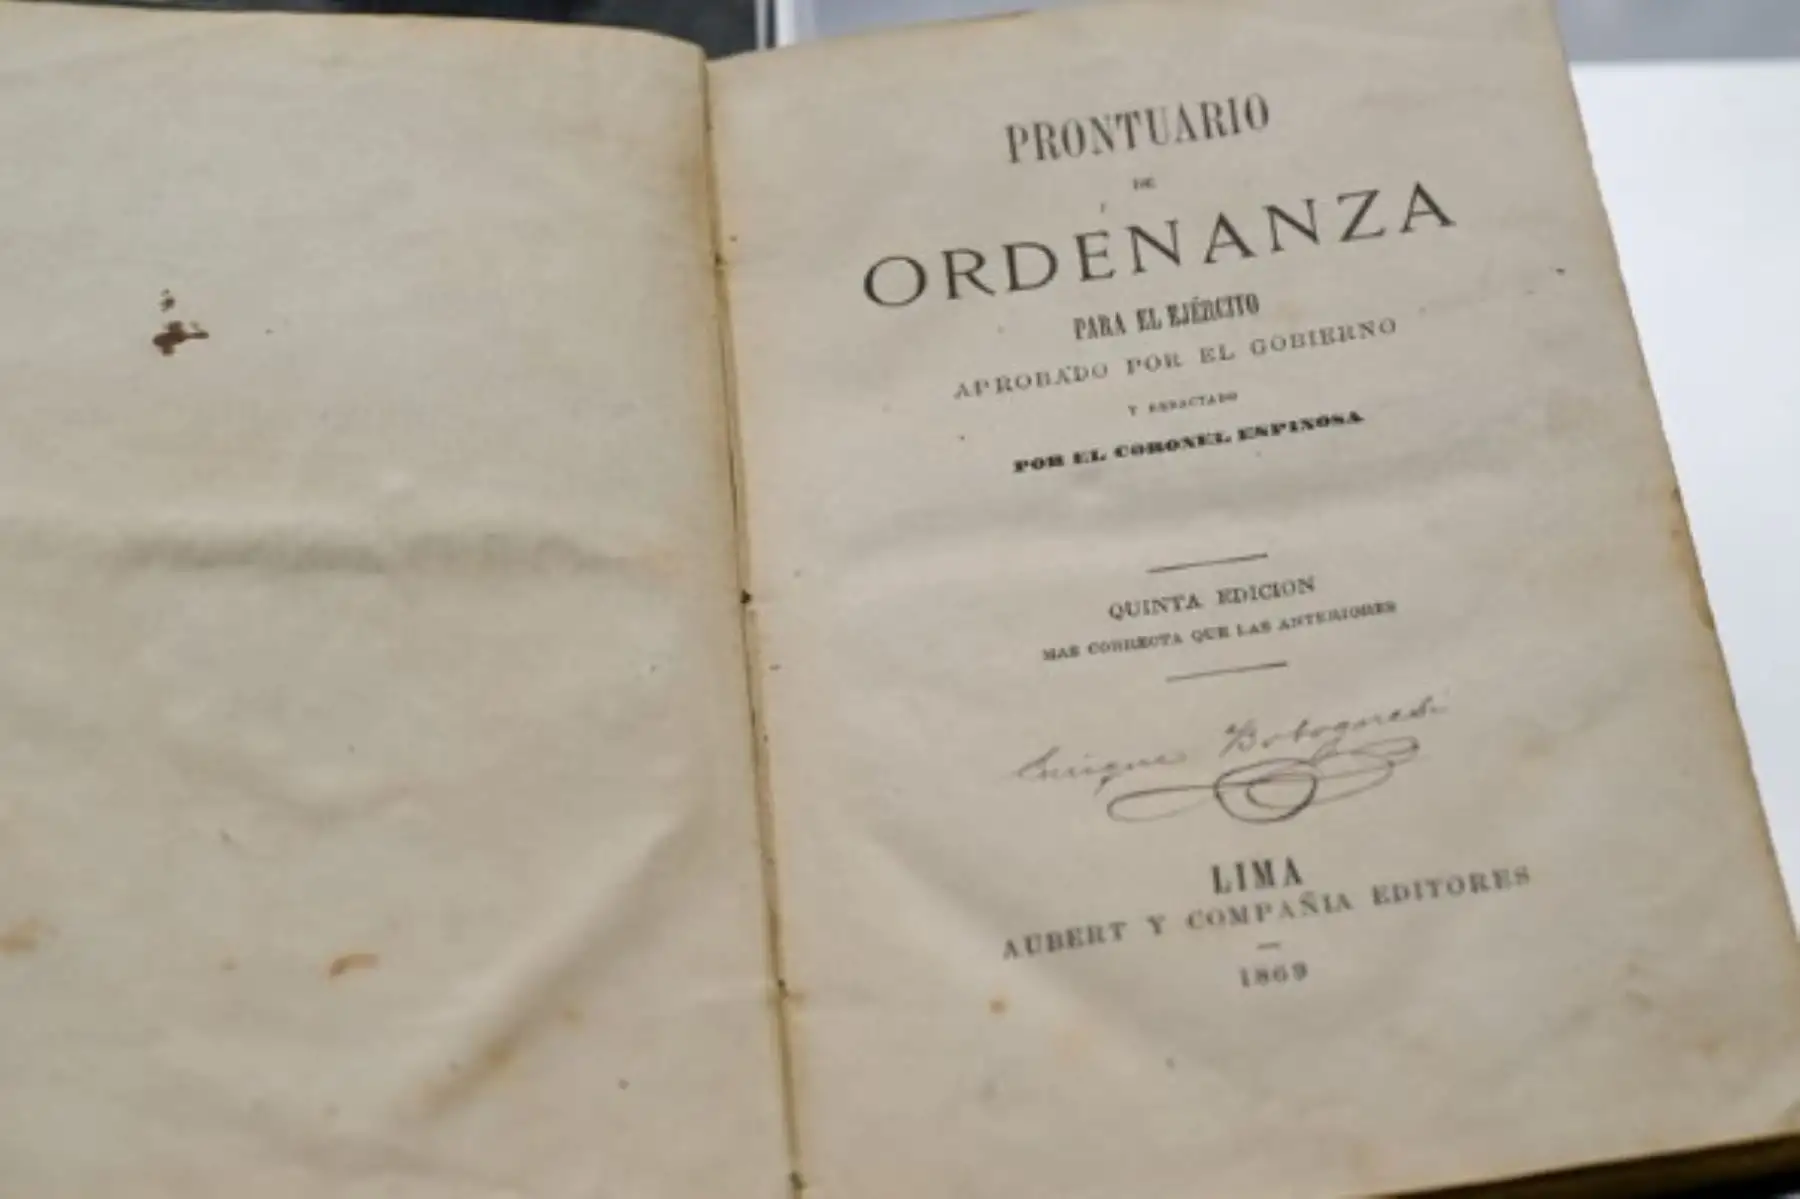 PRONTUARIO
DE
ORDENANZA
PARA EL EJÉRCITO
APROBADO POR EL GOBIERNO
Y REDACTADO
POR EL CORONEL ESPINOSA
QUINTA EDICION
MAS CORRECTA QUE LAS ANTERIORES
Enrique Bolognesi
LIMA
AUBERT Y COMPAÑIA EDITORES
1869